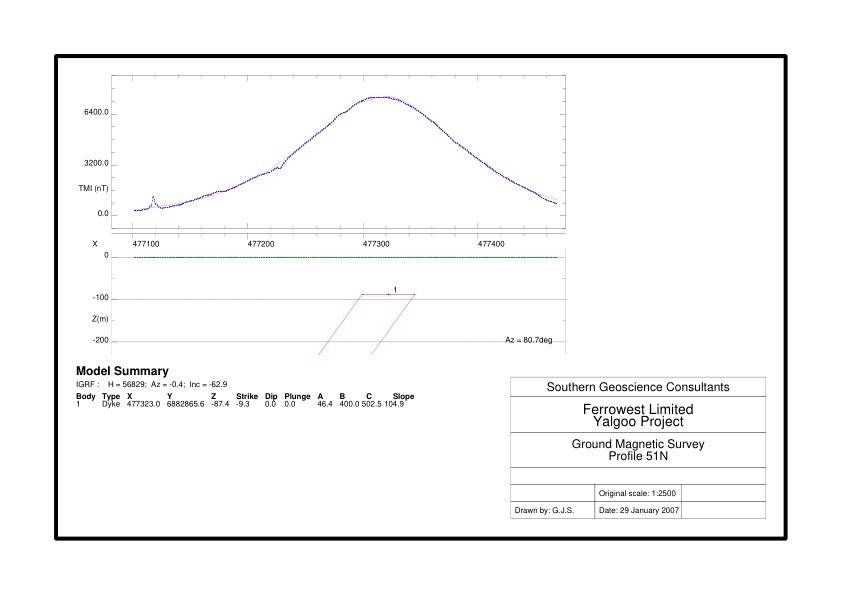 6400.0
3200.0
TMI (nT)
0.0
X 477100 477200 477300 477400
0
1
-100
Z(m)
-200
Az = 80.7deg
Model Summary
IGRF : H = 56829; Az = -0.4; Inc = -62.9
Body Type X Y Z Strike Dip Plunge A B C Slope
1 Dyke 477323.0 6882865.6 -87.4 -9.3 0.0 0.0 46.4 400.0 502.5 104.9
Southern Geoscience Consultants
Ferrowest Limited
Yalgoo Project
Ground Magnetic Survey
Profile 51N
Original scale: 1:2500
Drawn by: G.J.S. Date: 29 January 2007